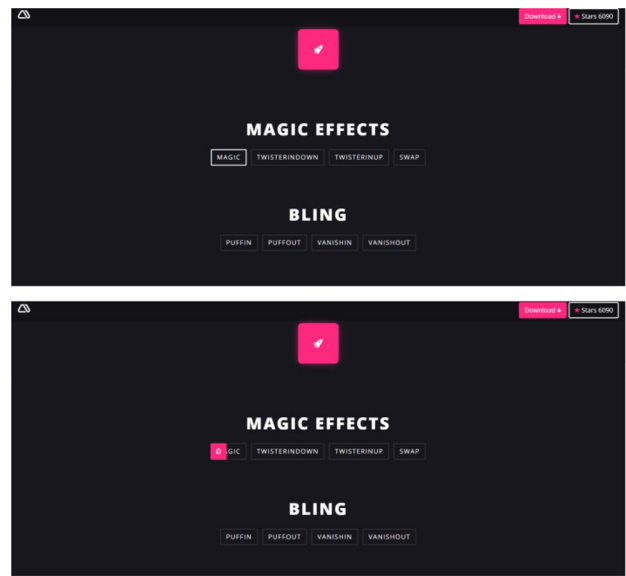 Download ↓ ★ Stars 6090
MAGIC EFFECTS
MAGIC TWISTERINDOWN TWISTERINUP SWAP
BLING
PUFFIN PUFFOUT VANISHIN VANISHOUT
Download ↓ ★ Stars 6090
MAGIC EFFECTS
GIC TWISTERINDOWN TWISTERINUP SWAP
BLING
PUFFIN PUFFOUT VANISHIN VANISHOUT